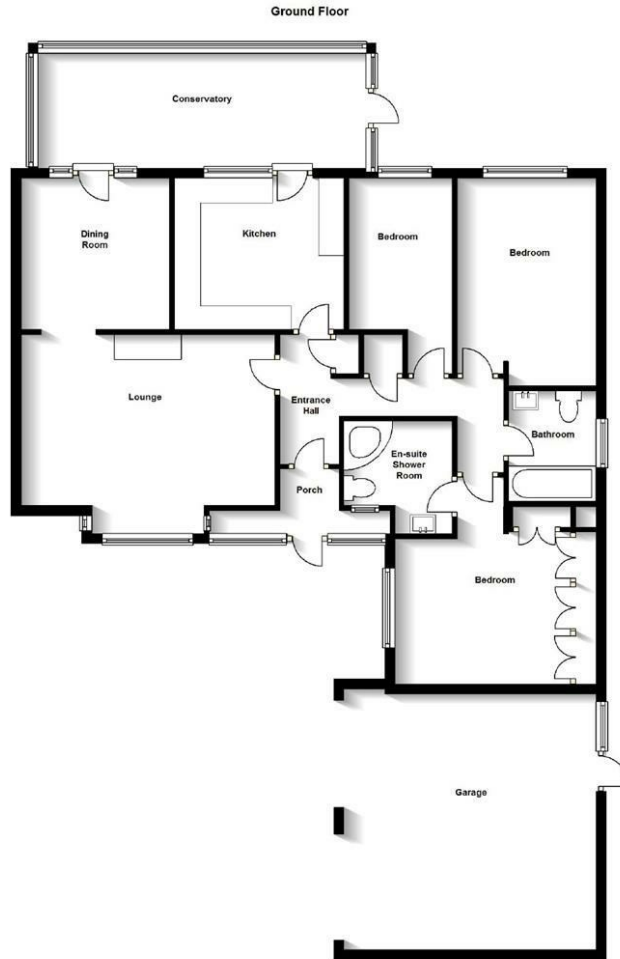 Ground Floor
Conservatory
Dining
Room
Kitchen
Bedroom
Bedroom
Lounge
Entrance
Hall
Bathroom
En-suite
Shower
Room
Porch
Bedroom
Garage